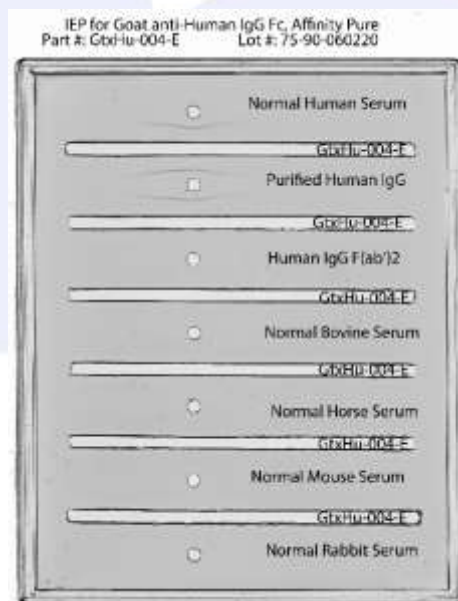 IEP for Goat anti-Human IgG Fc, Affinity Pure
Part #: GtxHu-004-E Lot #: 75-90-060220
Normal Human Serum
GtxHu-004-E
Purified Human IgG
GtxHu-004-E
Human IgG F(ab')2
GtxHu-004-E
Normal Bovine Serum
GtxHu-004-E
Normal Horse Serum
GtxHu-004-E
Normal Mouse Serum
GtxHu-004-E
Normal Rabbit Serum